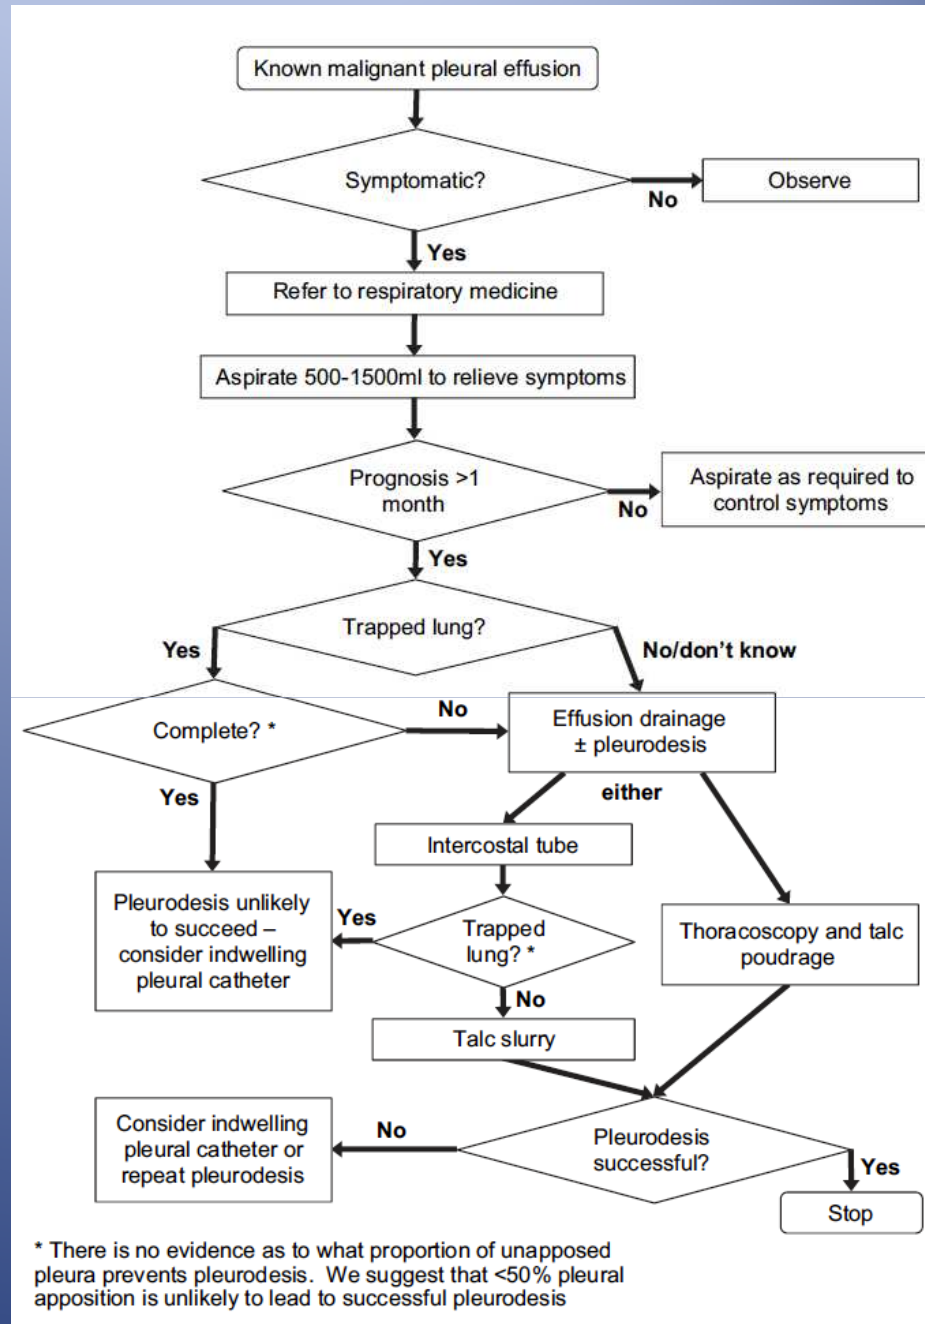 Known malignant pleural effusion
Symptomatic?
No
Observe
Yes
Refer to respiratory medicine
Aspirate 500-1500ml to relieve symptoms
Prognosis >1
month
No
Aspirate as required to
control symptoms
Yes
Trapped lung?
Yes
No/don't know
Complete? *
No
Effusion drainage
± pleurodesis
Yes
either
Intercostal tube
Pleurodesis unlikely
to succeed –
consider indwelling
pleural catheter
Yes
Trapped
lung? *
Thoracoscopy and talc
poudrage
No
Talc slurry
Consider indwelling
pleural catheter or
repeat pleurodesis
No
Pleurodesis
successful?
Yes
Stop
* There is no evidence as to what proportion of unapposed
pleura prevents pleurodesis. We suggest that <50% pleural
apposition is unlikely to lead to successful pleurodesis